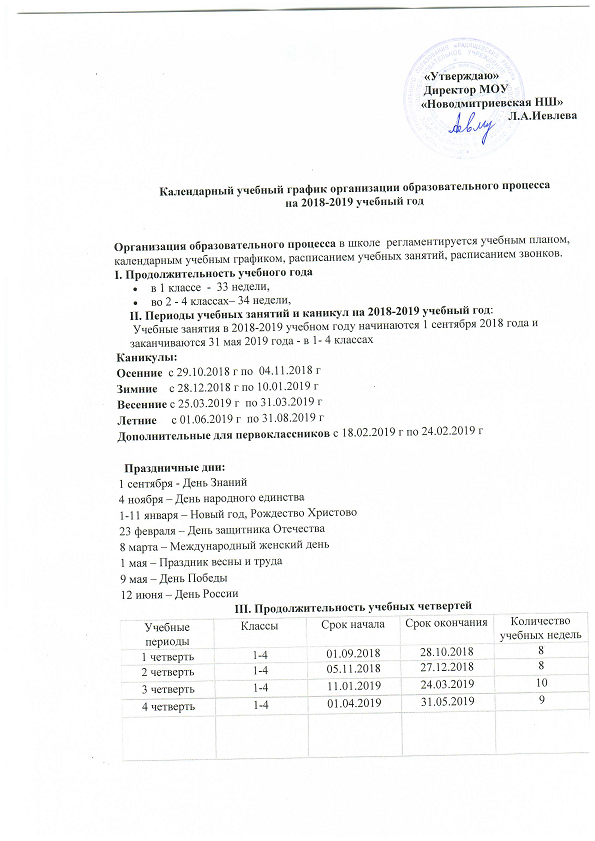 «Утверждаю»
Директор МОУ
«Новодмитриевская НШ»
Л.А.Иевлева
Календарный учебный график организации образовательного процесса
на 2018-2019 учебный год
Организация образовательного процесса в школе регламентируется учебным планом,
календарным учебным графиком, расписанием учебных занятий, расписанием звонков.
I. Продолжительность учебного года
• в 1 классе - 33 недели,
• во 2 - 4 классах– 34 недели,
II. Периоды учебных занятий и каникул на 2018-2019 учебный год:
Учебные занятия в 2018-2019 учебном году начинаются 1 сентября 2018 года и
заканчиваются 31 мая 2019 года - в 1- 4 классах
Каникулы:
Осенние с 29.10.2018 г по 04.11.2018 г
Зимние с 28.12.2018 г по 10.01.2019 г
Весенние с 25.03.2019 г по 31.03.2019 г
Летние с 01.06.2019 г по 31.08.2019 г
Дополнительные для первоклассников с 18.02.2019 г по 24.02.2019 г
Праздничные дни:
1 сентября - День Знаний
4 ноября – День народного единства
1-11 января – Новый год, Рождество Христово
23 февраля – День защитника Отечества
8 марта – Международный женский день
1 мая – Праздник весны и труда
9 мая – День Победы
12 июня – День России
III. Продолжительность учебных четвертей
Учебные периоды Классы Срок начала Срок окончания Количество учебных недель
1 четверть 1-4 01.09.2018 28.10.2018 8
2 четверть 1-4 05.11.2018 27.12.2018 8
3 четверть 1-4 11.01.2019 24.03.2019 10
4 четверть 1-4 01.04.2019 31.05.2019 9